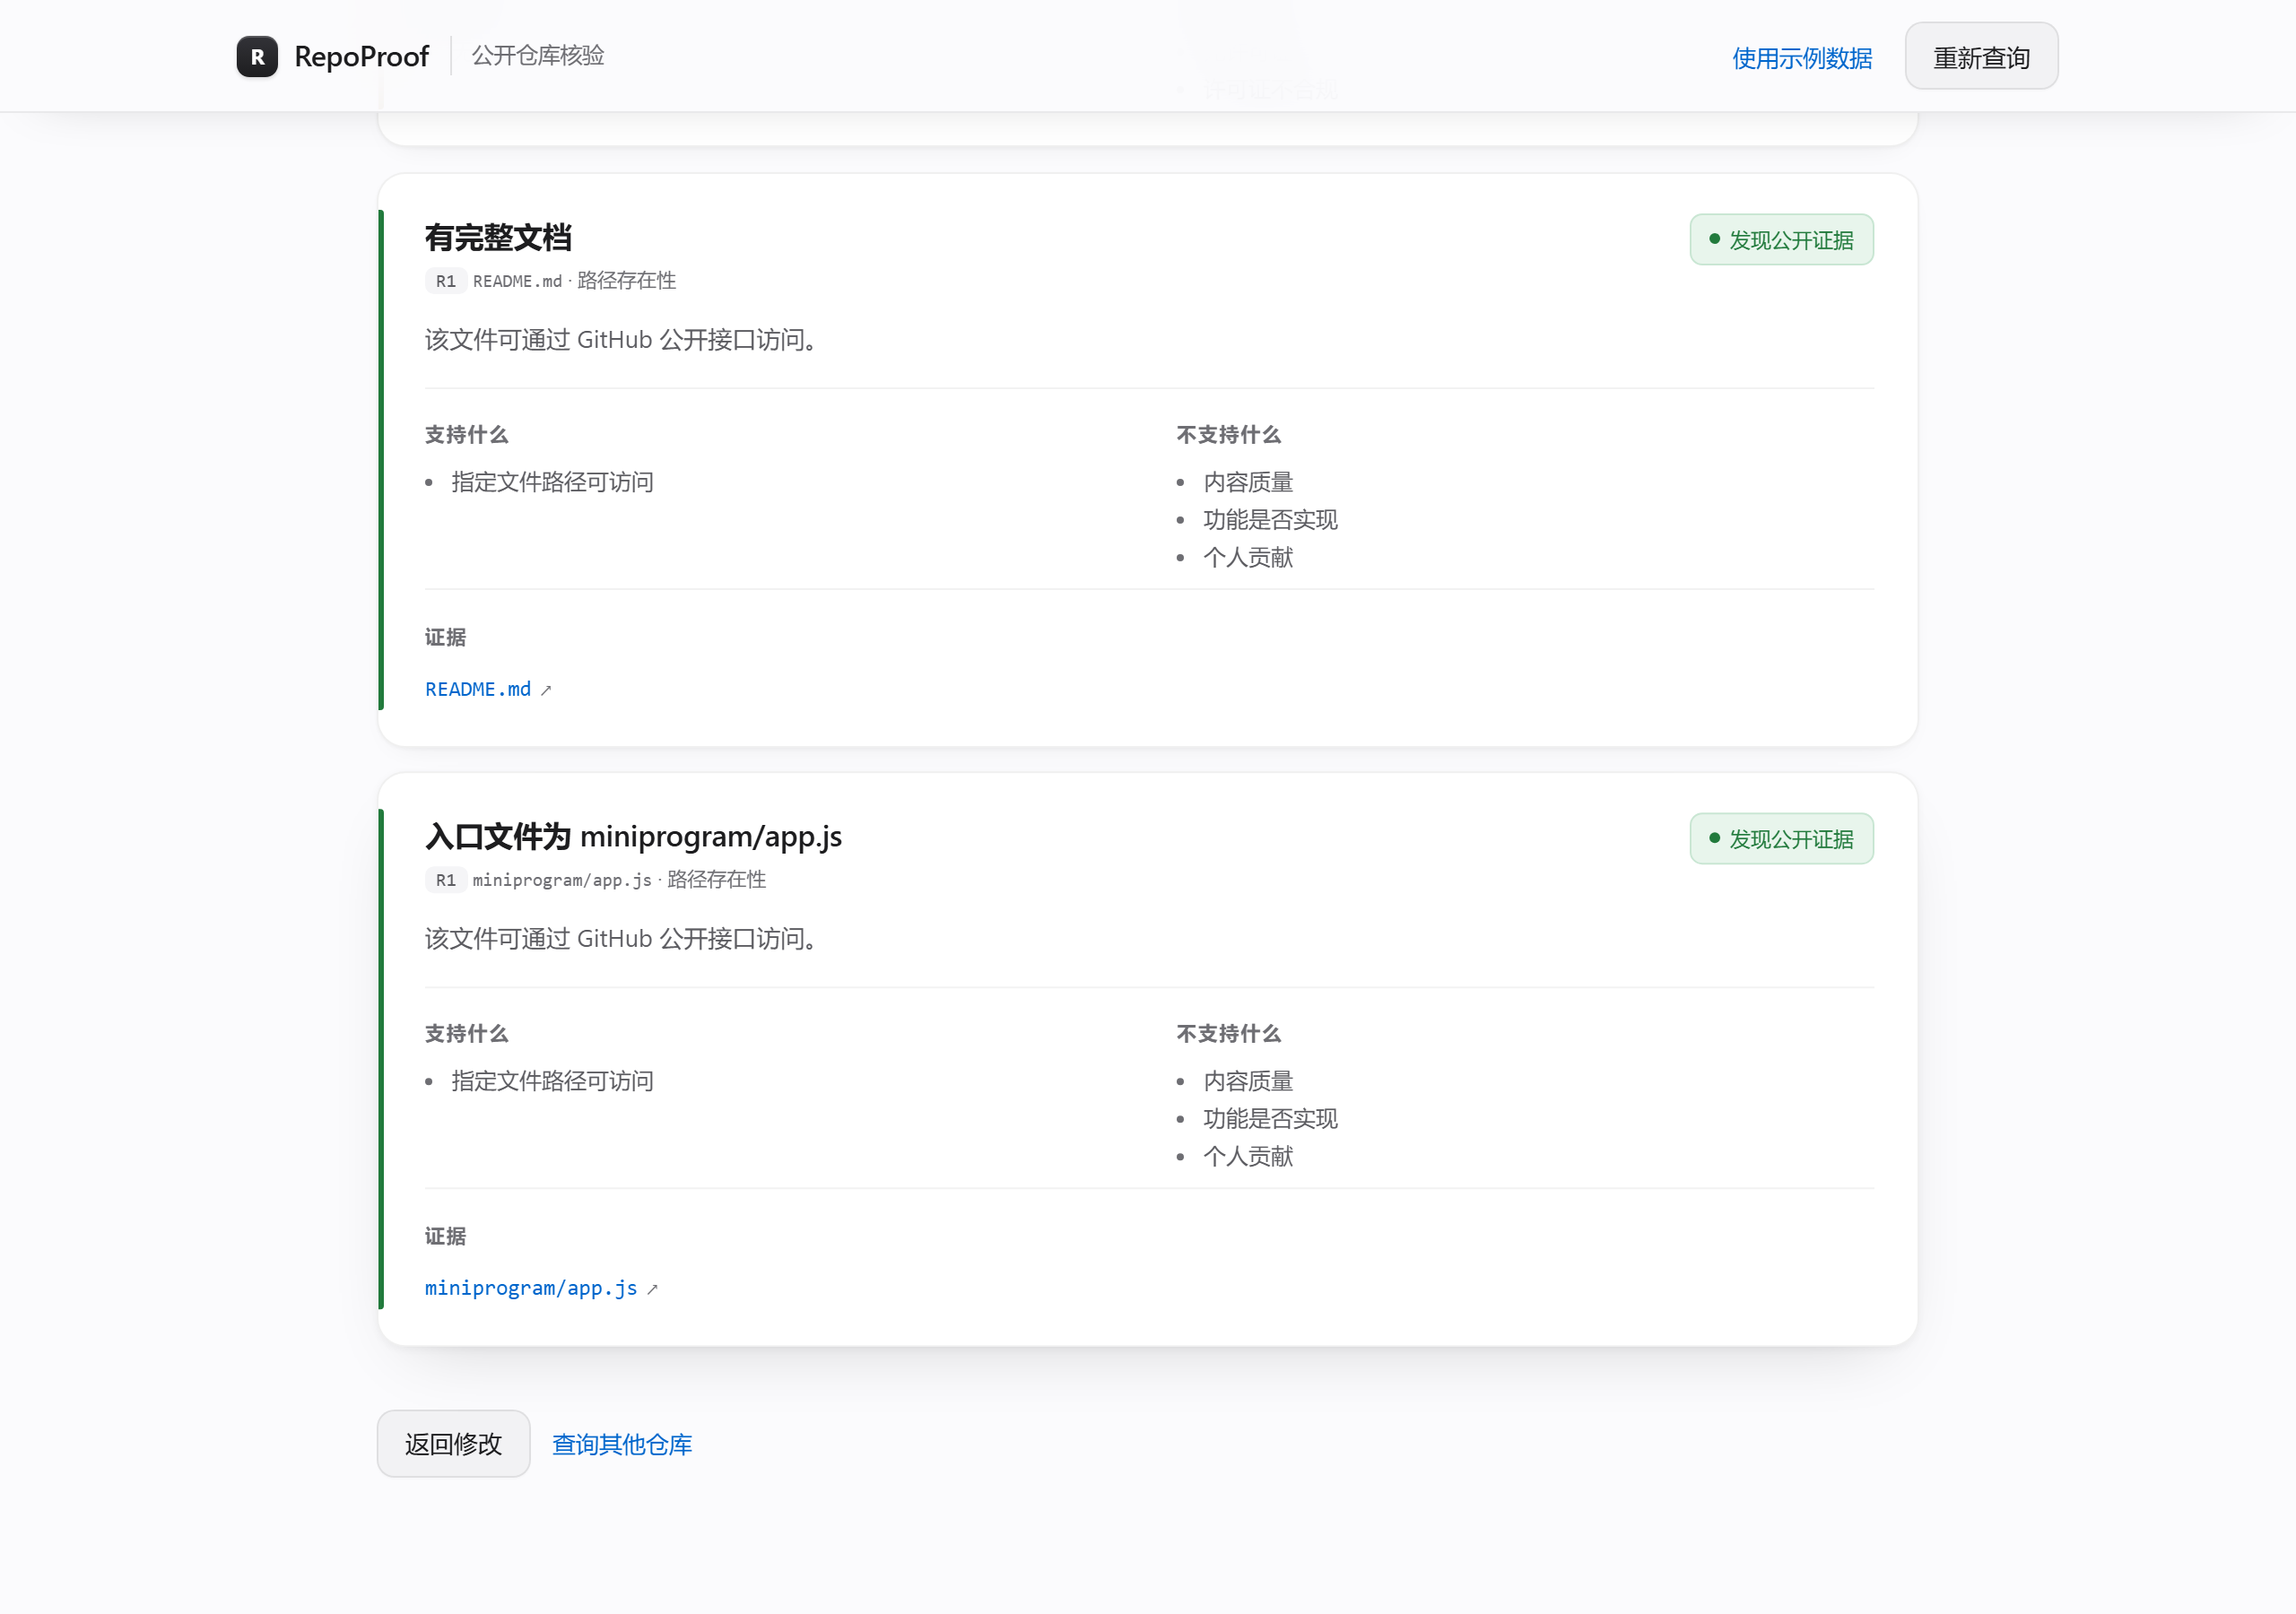 R RepoProof 公开仓库核验 使用示例数据 重新查询
有完整文档 发现公开证据
R1 README.md · 路径存在性
该文件可通过 GitHub 公开接口访问。
支持什么 不支持什么
• 指定文件路径可访问 • 内容质量
• 功能是否实现
• 个人贡献
证据
README.md ↗
入口文件为 miniprogram/app.js 发现公开证据
R1 miniprogram/app.js · 路径存在性
该文件可通过 GitHub 公开接口访问。
支持什么 不支持什么
• 指定文件路径可访问 • 内容质量
• 功能是否实现
• 个人贡献
证据
miniprogram/app.js ↗
返回修改 查询其他仓库